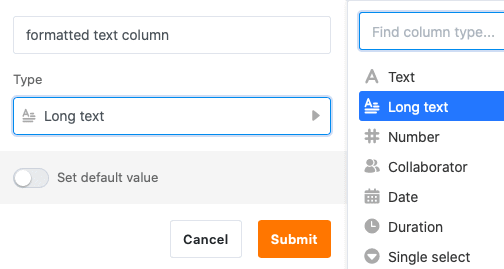 formatted text column
Type
Long text
Set default value
Cancel
Submit
Find column type...
Text
Long text
Number
Collaborator
Date
Duration
Single select